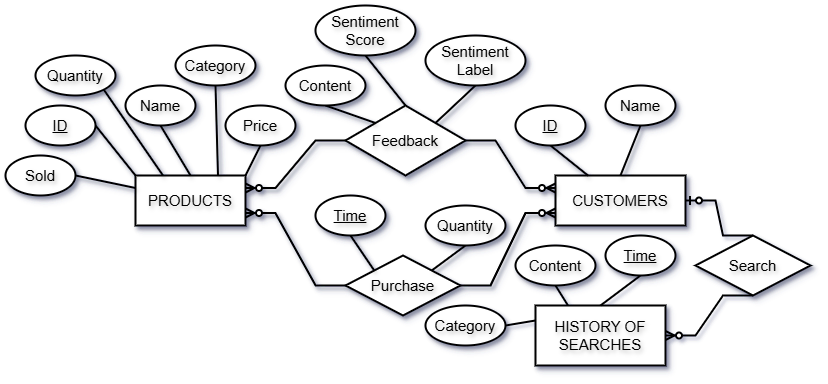 Sentiment
Score
Sentiment
Label
Category
Quantity
Content
Name
Name
Price
ID
ID
Feedback
Sold
PRODUCTS
CUSTOMERS
Time
Quantity
Time
Content
Search
Purchase
Category
HISTORY OF
SEARCHES